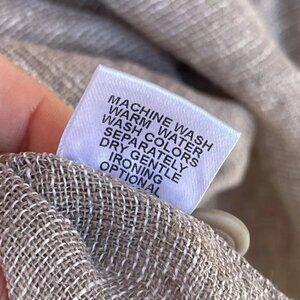 MACHINE WASH
WARM WATER
WASH COLORS
SEPARATELY
DRY GENTLE
IRONING
OPTIONAL